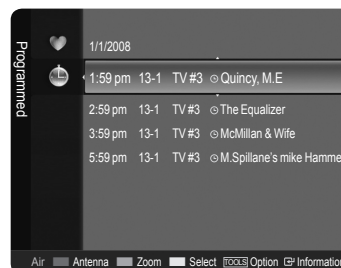 Programmed
1/1/2008
1:59 pm 13-1 TV #3 Quincy, M.E
2:59 pm 13-1 TV #3 The Equalizer
3:59 pm 13-1 TV #3 McMillan & Wife
5:59 pm 13-1 TV #3 M.Spillane's mike Hamme
Air Antenna Zoom Select TOOLS Option Information